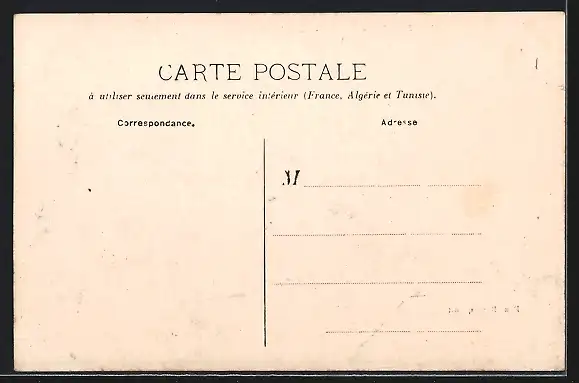 CARTE POSTALE
à utiliser seulement dans le service intérieur (France, Algérie et Tunisie).
Correspondance.
Adresse
M